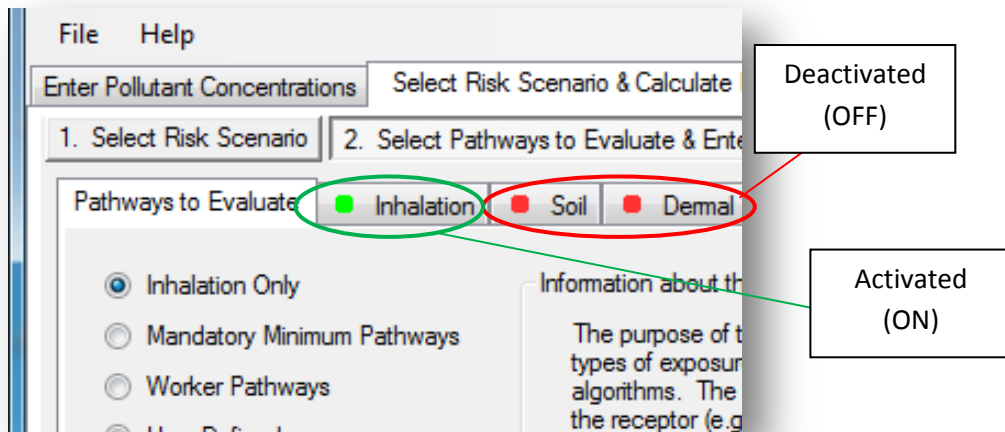 File Help
Enter Pollutant Concentrations Select Risk Scenario & Calculate
1. Select Risk Scenario 2. Select Pathways to Evaluate & Ente
Pathways to Evaluate Inhalation Soil Dermal
Inhalation Only
Mandatory Minimum Pathways
Worker Pathways
Information about th
The purpose of t
types of exposur
algorithms. The
the receptor (e.g
Deactivated
(OFF)
Activated
(ON)